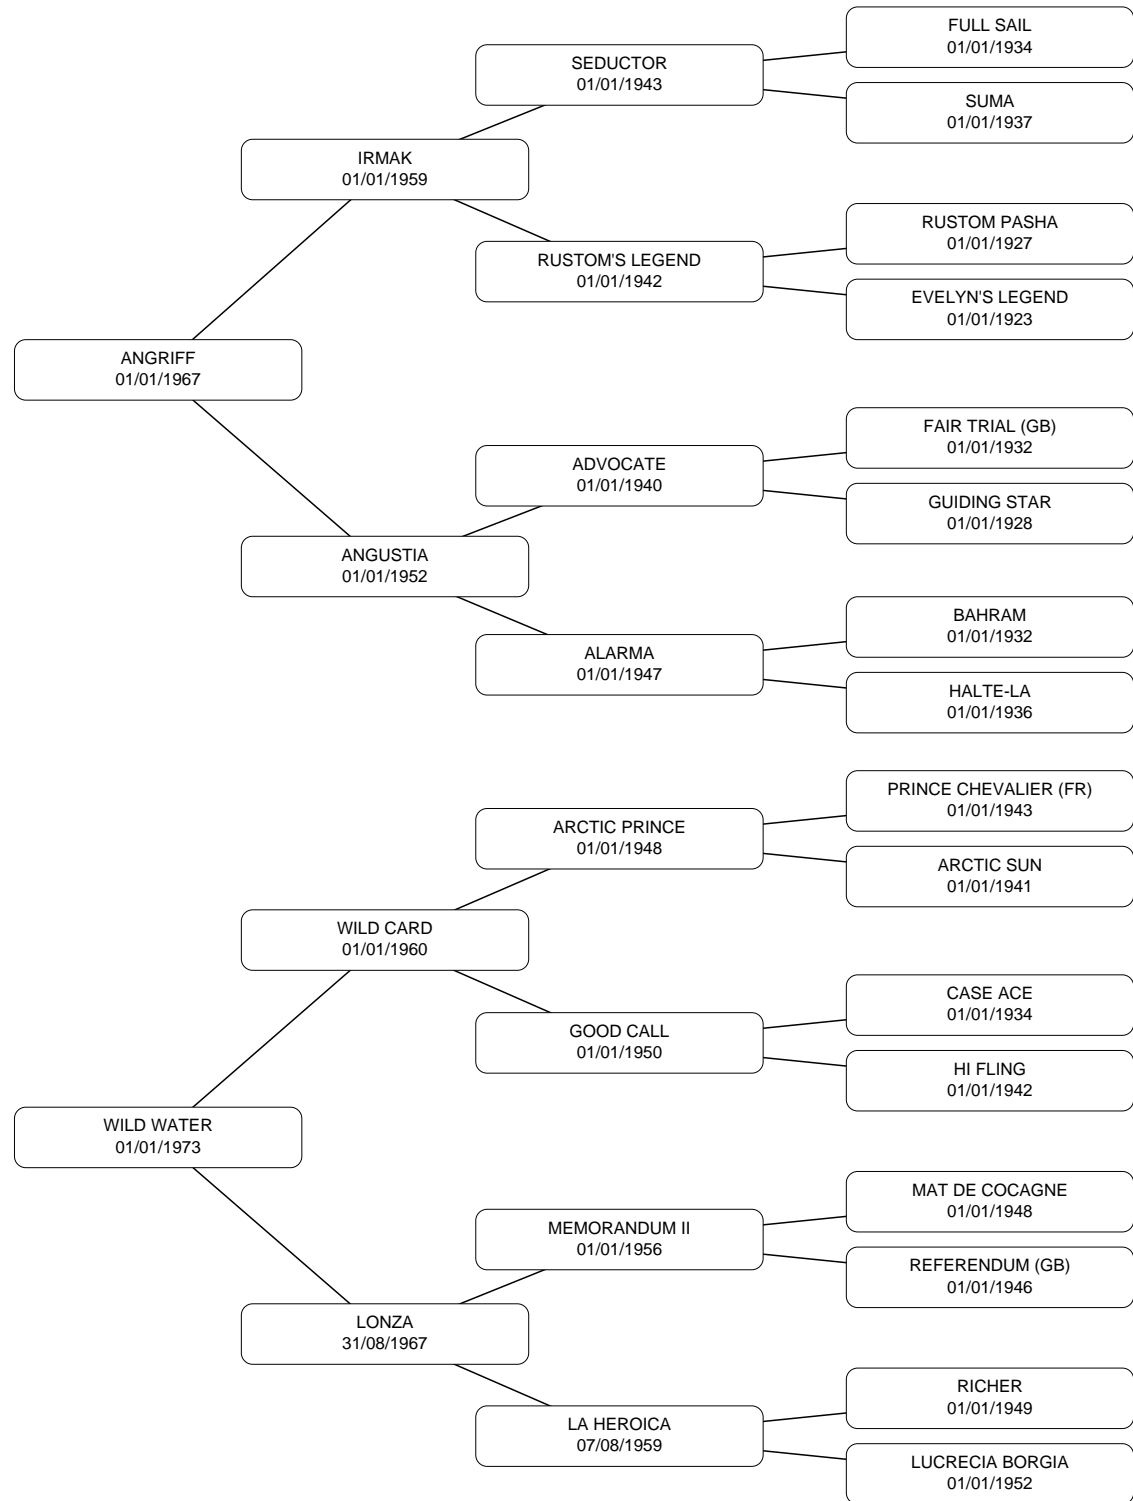 FULL SAIL
01/01/1934
SEDUCTOR
01/01/1943
SUMA
01/01/1937
IRMAK
01/01/1959
RUSTOM PASHA
01/01/1927
RUSTOM'S LEGEND
01/01/1942
EVELYN'S LEGEND
01/01/1923
ANGRIFF
01/01/1967
FAIR TRIAL (GB)
01/01/1932
ADVOCATE
01/01/1940
GUIDING STAR
01/01/1928
ANGUSTIA
01/01/1952
BAHRAM
01/01/1932
ALARMA
01/01/1947
HALTE-LA
01/01/1936
PRINCE CHEVALIER (FR)
01/01/1943
ARCTIC PRINCE
01/01/1948
ARCTIC SUN
01/01/1941
WILD CARD
01/01/1960
CASE ACE
01/01/1934
GOOD CALL
01/01/1950
HI FLING
01/01/1942
WILD WATER
01/01/1973
MAT DE COCAGNE
01/01/1948
MEMORANDUM II
01/01/1956
REFERENDUM (GB)
01/01/1946
LONZA
31/08/1967
RICHER
01/01/1949
LA HEROICA
07/08/1959
LUCRECIA BORGIA
01/01/1952